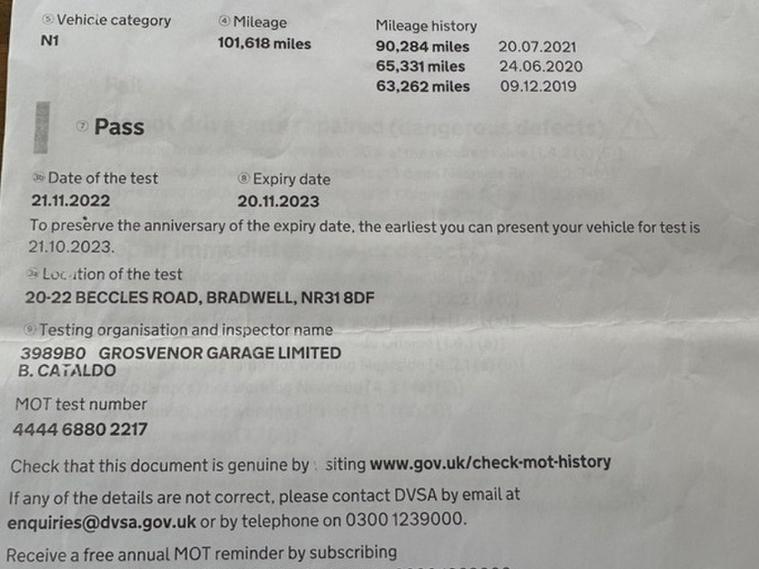 ⑤ Vehicle category
N1
④ Mileage
101,618 miles
Mileage history
90,284 miles 20.07.2021
65,331 miles 24.06.2020
63,262 miles 09.12.2019
⑦ Pass
Date of the test
21.11.2022
⑧ Expiry date
20.11.2023
To preserve the anniversary of the expiry date, the earliest you can present your vehicle for test is
21.10.2023.
Location of the test
20-22 BECCLES ROAD, BRADWELL, NR31 8DF
⑨ Testing organisation and inspector name
3989B0 GROSVENOR GARAGE LIMITED
B. CATALDO
MOT test number
4444 6880 2217
Check that this document is genuine by siting www.gov.uk/check-mot-history
If any of the details are not correct, please contact DVSA by email at
enquiries@dvsa.gov.uk or by telephone on 0300 1239000.
Receive a free annual MOT reminder by subscribing